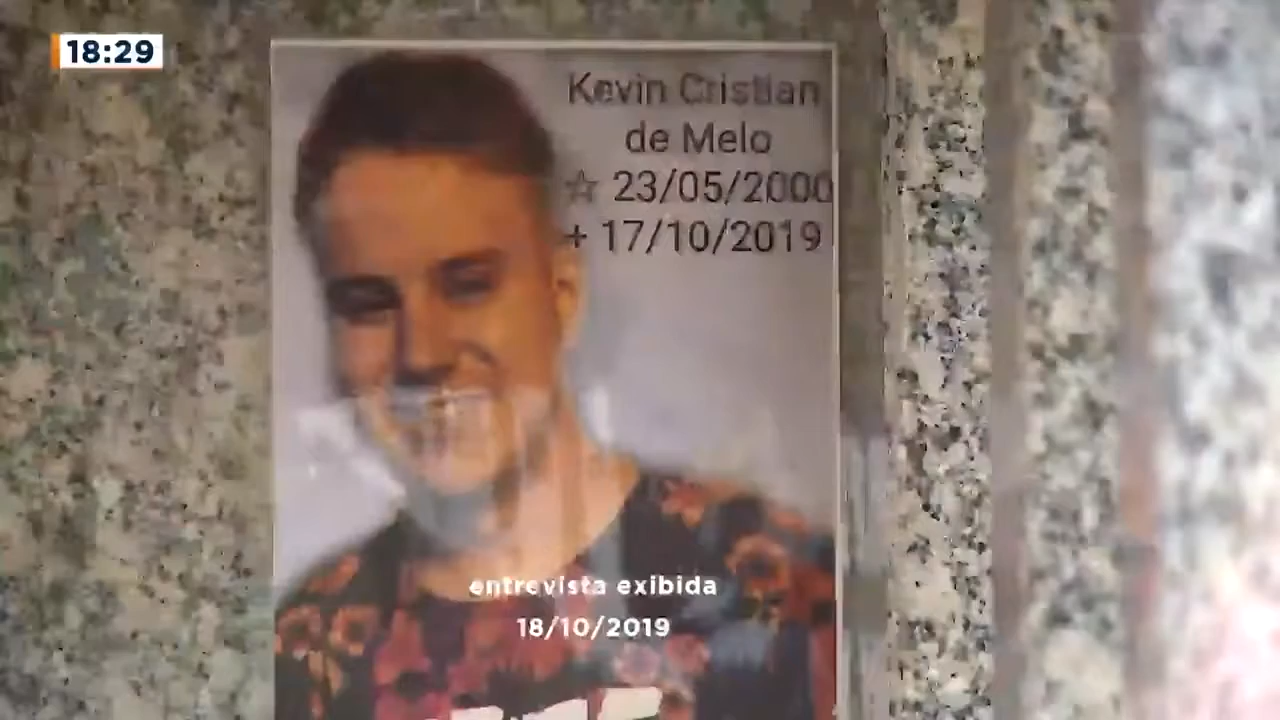 18:29
Kevin Cristian
de Melo
☆ 23/05/2000
+ 17/10/2019
entrevista exibida
18/10/2019